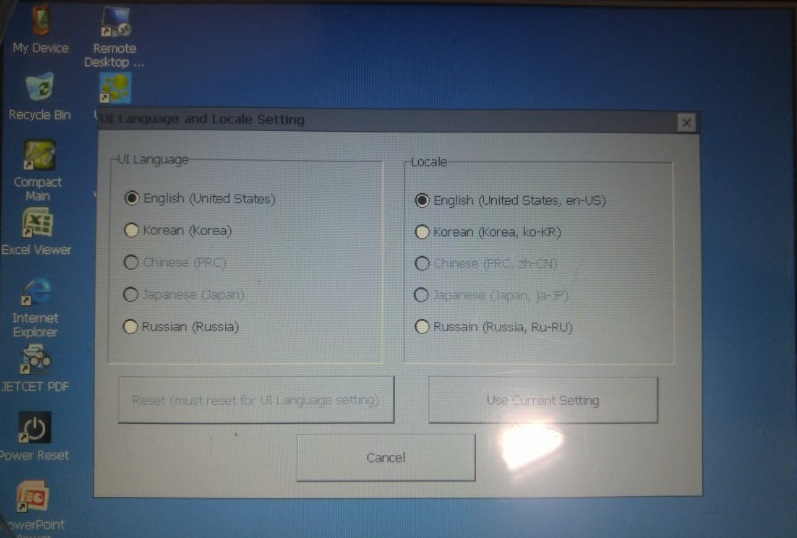 My Device
Remote
Desktop ...
Recycle Bin
Compact
Main
Excel Viewer
Internet
Explorer
JETCET PDF
Power Reset
PowerPoint
UI Language and Locale Setting
UI Language
English (United States)
Korean (Korea)
Chinese (PRC)
Japanese (Japan)
Russian (Russia)
Locale
English (United States, en-US)
Korean (Korea, ko-KR)
Chinese (PRC, zh-CN)
Japanese (Japan, ja-JP)
Russain (Russia, Ru-RU)
Reset (must reset for UI Language setting)
Use Current Setting
Cancel